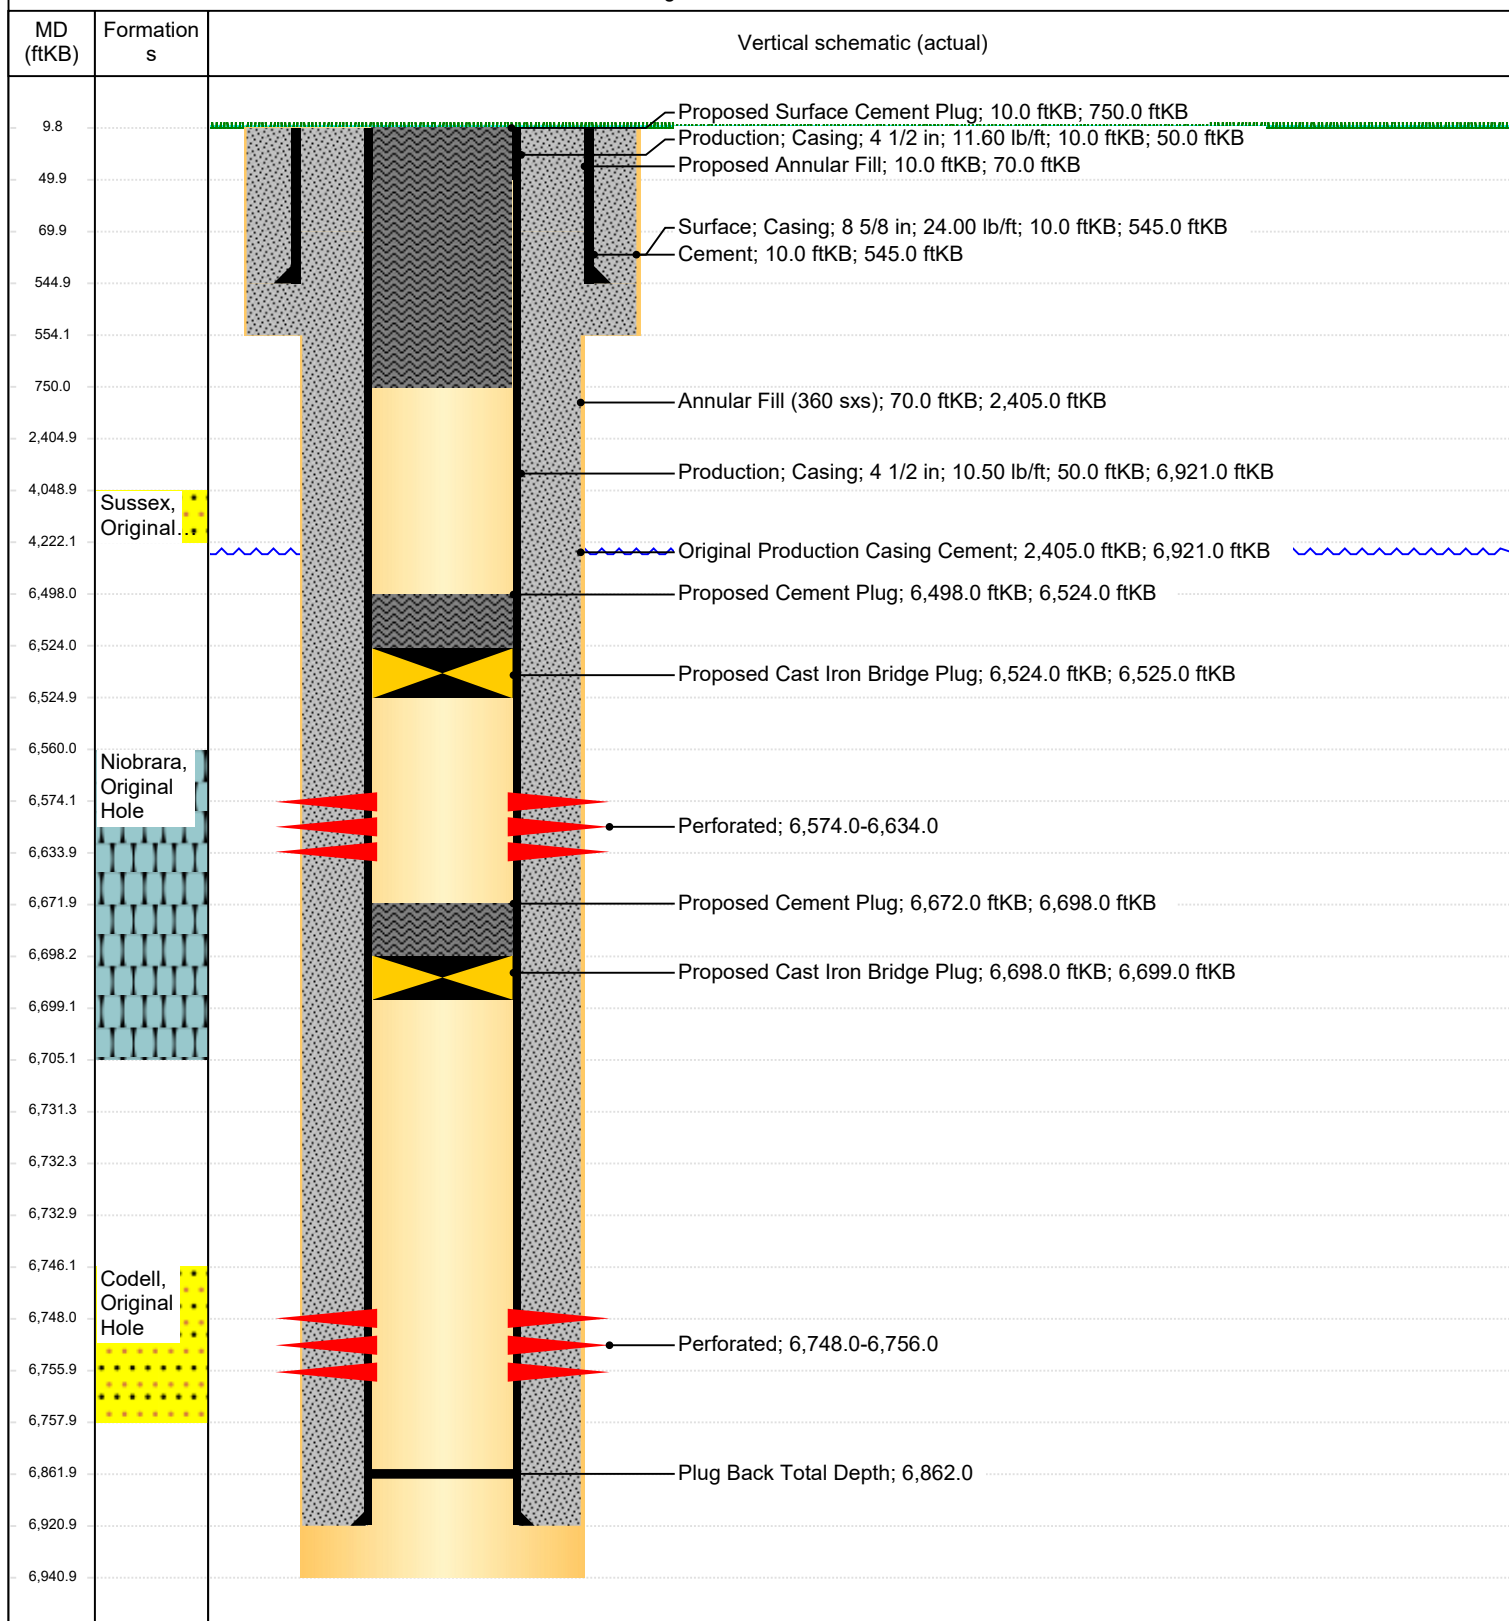 MD
(ftKB)
Formation
s
Vertical schematic (actual)
9.8
49.9
69.9
544.9
554.1
750.0
2,404.9
4,048.9
4,222.1
6,498.0
6,524.0
6,524.9
6,560.0
6,574.1
6,633.9
6,671.9
6,698.2
6,699.1
6,705.1
6,731.3
6,732.3
6,732.9
6,746.1
6,748.0
6,755.9
6,757.9
6,861.9
6,920.9
6,940.9
Sussex,
Original...
Niobrara,
Original
Hole
Codell,
Original
Hole
Proposed Surface Cement Plug; 10.0 ftKB; 750.0 ftKB
Production; Casing; 4 1/2 in; 11.60 lb/ft; 10.0 ftKB; 50.0 ftKB
Proposed Annular Fill; 10.0 ftKB; 70.0 ftKB
Surface; Casing; 8 5/8 in; 24.00 lb/ft; 10.0 ftKB; 545.0 ftKB
Cement; 10.0 ftKB; 545.0 ftKB
Annular Fill (360 sxs); 70.0 ftKB; 2,405.0 ftKB
Production; Casing; 4 1/2 in; 10.50 lb/ft; 50.0 ftKB; 6,921.0 ftKB
Original Production Casing Cement; 2,405.0 ftKB; 6,921.0 ftKB
Proposed Cement Plug; 6,498.0 ftKB; 6,524.0 ftKB
Proposed Cast Iron Bridge Plug; 6,524.0 ftKB; 6,525.0 ftKB
Perforated; 6,574.0-6,634.0
Proposed Cement Plug; 6,672.0 ftKB; 6,698.0 ftKB
Proposed Cast Iron Bridge Plug; 6,698.0 ftKB; 6,699.0 ftKB
Perforated; 6,748.0-6,756.0
Plug Back Total Depth; 6,862.0